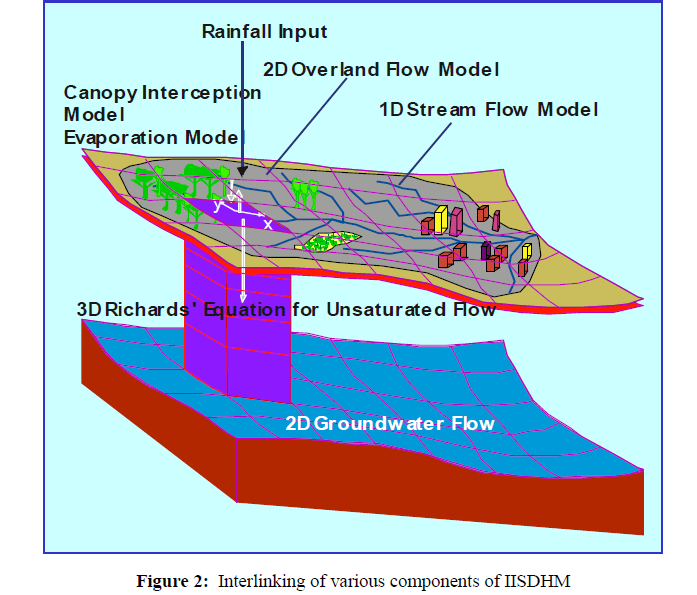 Rainfall Input
2D Overland Flow Model
Canopy Interception
Model
Evaporation Model
1D Stream Flow Model
y
x
3D Richards' Equation for Unsaturated Flow
2D Groundwater Flow
Figure 2: Interlinking of various components of IISDHM